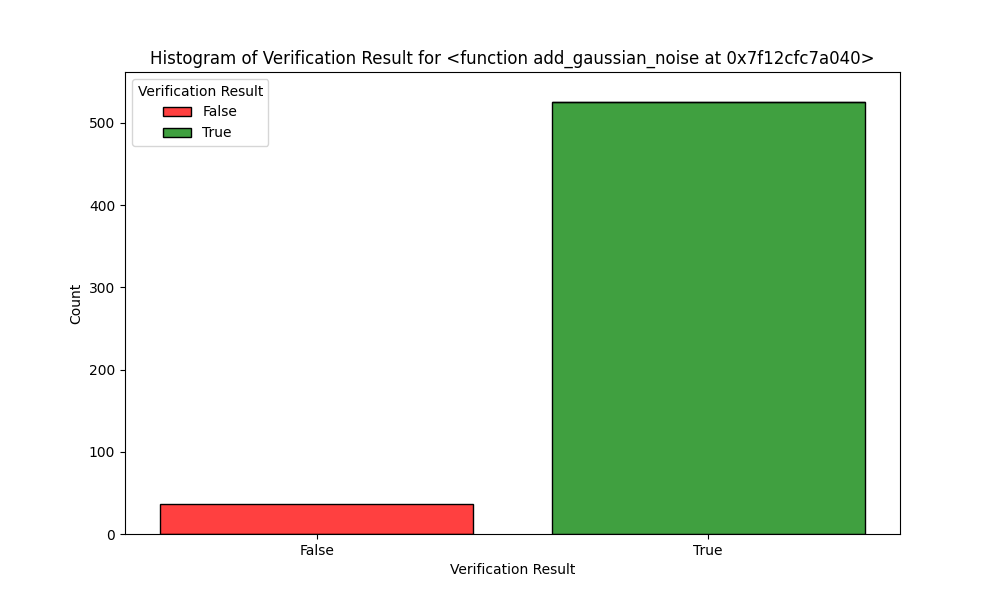 Histogram of Verification Result for <function add_gaussian_noise at 0x7f12cfc7a040>
Verification Result
False
True
500
400
300
200
100
0
Count
False
True
Verification Result